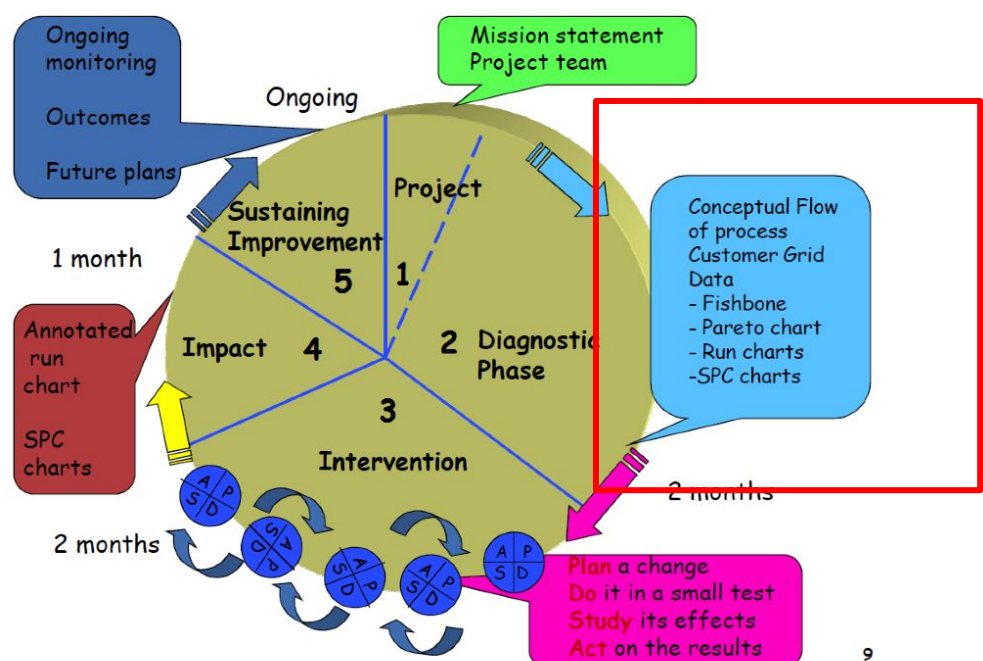 Ongoing
monitoring
Outcomes
Future plans
Mission statement
Project team
Ongoing
Project
1
Sustaining
Improvement
5
1 month
Conceptual Flow
of process
Customer Grid
Data
- Fishbone
- Pareto chart
- Run charts
-SPC charts
Annotated
run
chart
SPC
charts
Impact 4
2 Diagnostic
Phase
3
Intervention
2 months
2 months
A P
S D
A P
S D
A P
S D
A P
S D
A P
S D
Plan a change
Do it in a small test
Study its effects
Act on the results
9